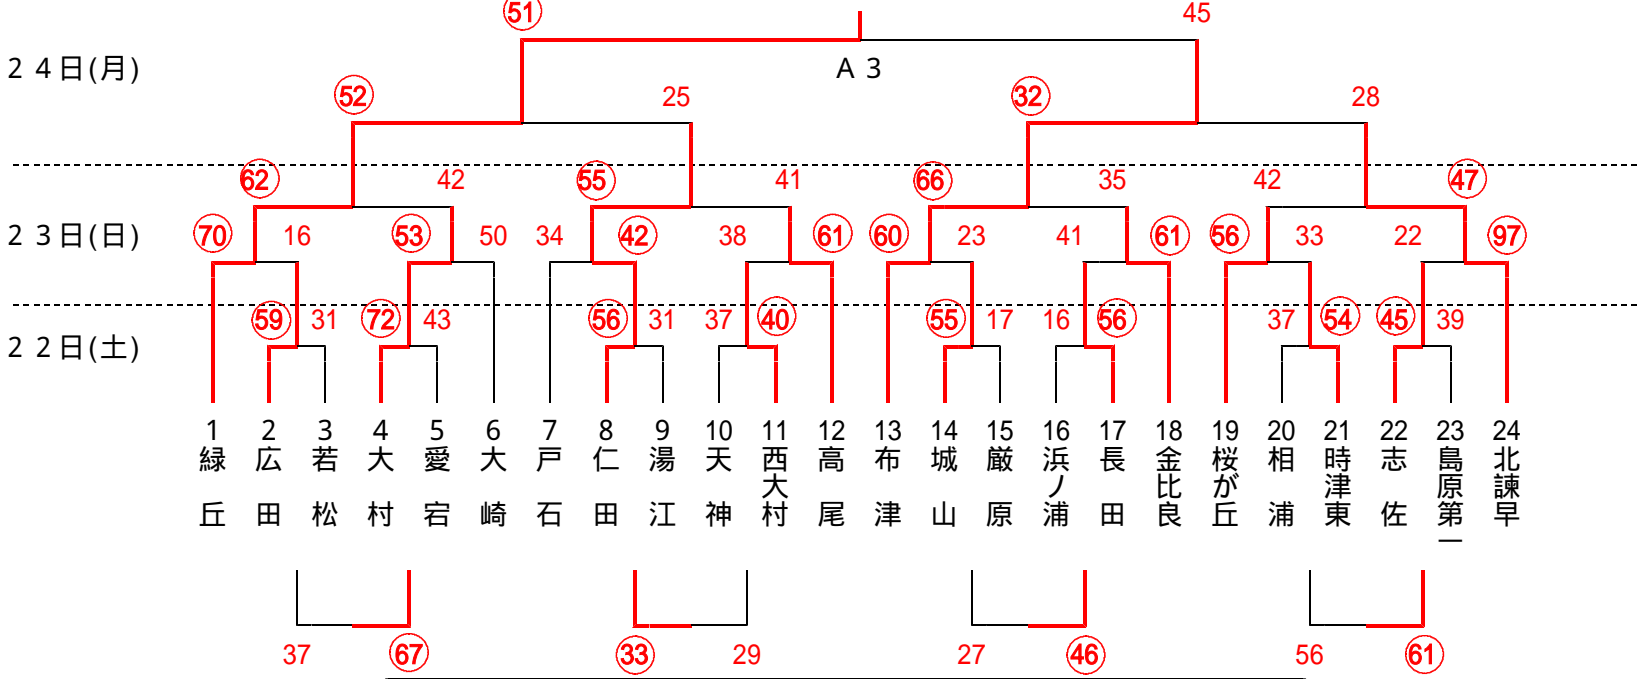 51 45
24日(月) A3
52 25 32 28
62 42 55 41 66 35 42 47
23日(日) 70 16 53 50 34 42 38 61 60 23 41 61 56 33 22 97
22日(土) 59 31 72 43 56 31 37 40 55 17 16 56 37 54 45 39
1 2 3 4 5 6 7 8 9 10 11 12 13 14 15 16 17 18 19 20 21 22 23 24
緑丘
広田
若松
大村
愛宕
大崎
戸石
仁田
湯江
天神
西大村
高尾
布津
城山
厳原
浜ノ浦
長田
金比良
桜が丘
相浦
時津東
志佐
島原第一
北諫早
37 67 33 29 27 46 56 61